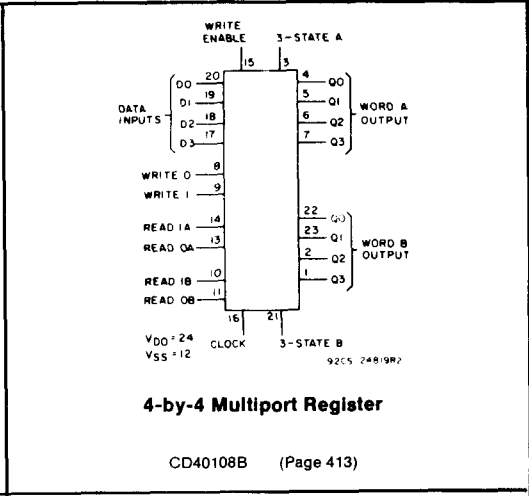 WRITE
ENABLE 3-STATE A
15 3
DATA
INPUTS
D0 20
D1 19
D2 18
D3 17
4 Q0
5 Q1
6 Q2
7 Q3
WORD A
OUTPUT
WRITE 0 8
WRITE 1 9
READ 1A 14
READ 0A 13
READ 1B 10
READ 0B 11
22 Q0
23 Q1
2 Q2
1 Q3
WORD B
OUTPUT
16 21
CLOCK 3-STATE B
VDD = 24
VSS = 12
92CS 24819R2
4-by-4 Multiport Register
CD40108B (Page 413)